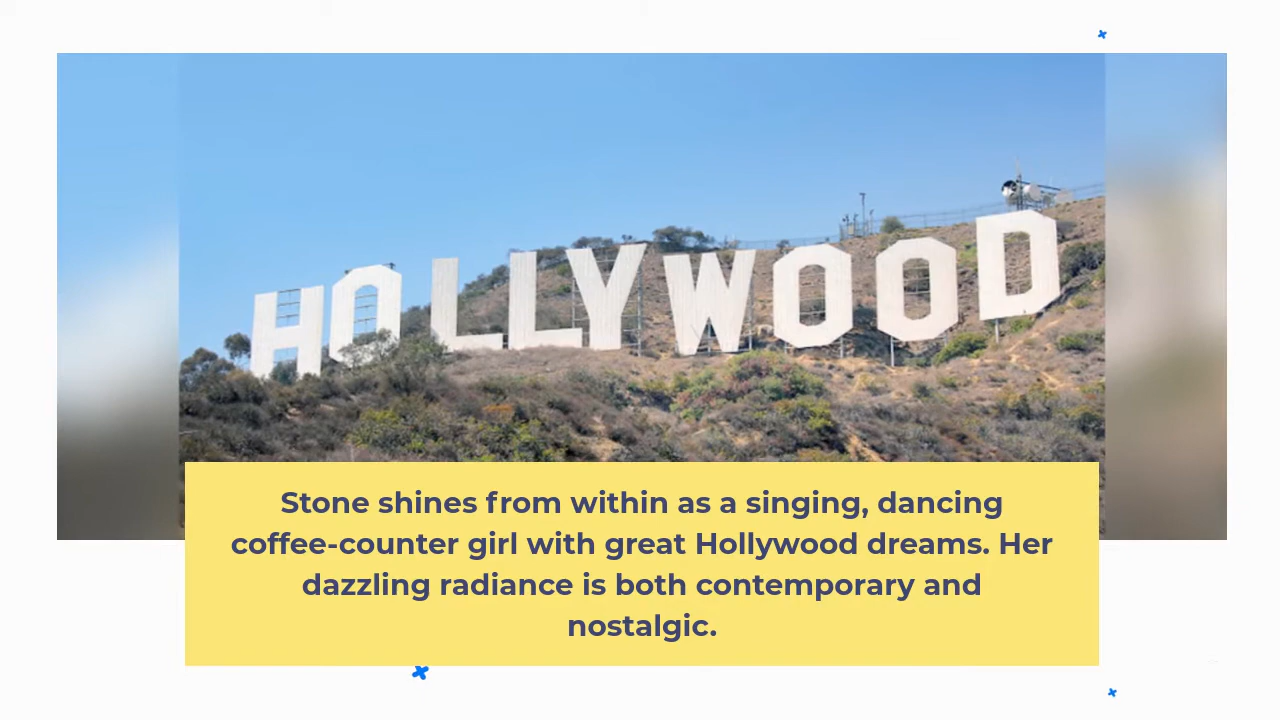 HOLLYWOOD
Stone shines from within as a singing, dancing
coffee-counter girl with great Hollywood dreams. Her
dazzling radiance is both contemporary and
nostalgic.